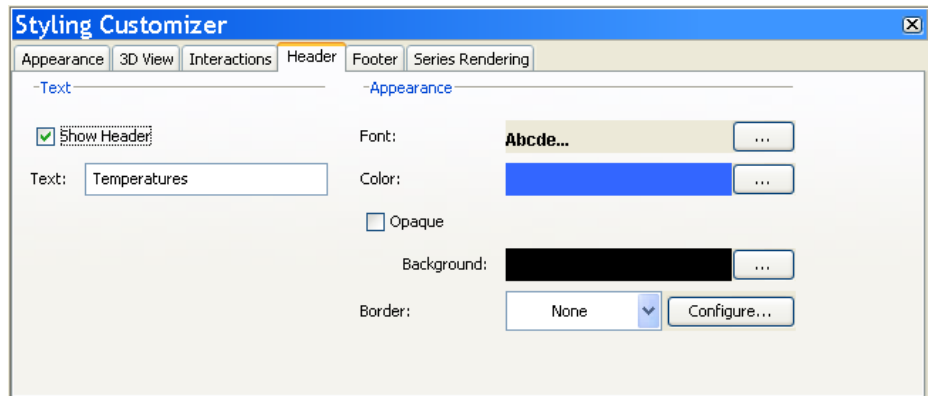 Styling Customizer
Appearance 3D View Interactions Header Footer Series Rendering
Text
Show Header
Text: Temperatures
Appearance
Font: Abcde... ...
Color: ...
Opaque
Background: ...
Border: None Configure...